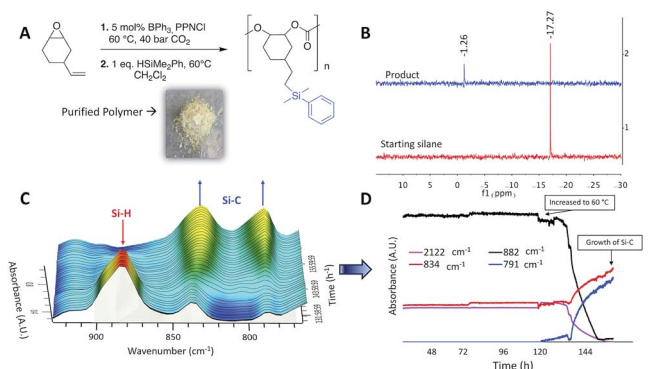 A
O
1. 5 mol% BPh3, PPNCl
60 °C, 40 bar CO2
2. 1 eq. HSiMe2Ph, 60°C
CH2Cl2
O
O
O
n
Si
Purified Polymer →
B
-1.26
-17.27
Product
Starting silane
2
1
10 5 0 -5 -10 -15 -20 -25 -30
f1 (ppm)
C
Si-H
Si-C
Absorbance (A.U.)
Time (h-1)
900 850 800
Wavenumber (cm-1)
D
Increased to 60 °C
Growth of Si-C
2122 cm-1
882 cm-1
834 cm-1
791 cm-1
Absorbance (A.U.)
48 72 96 120 144
Time (h)